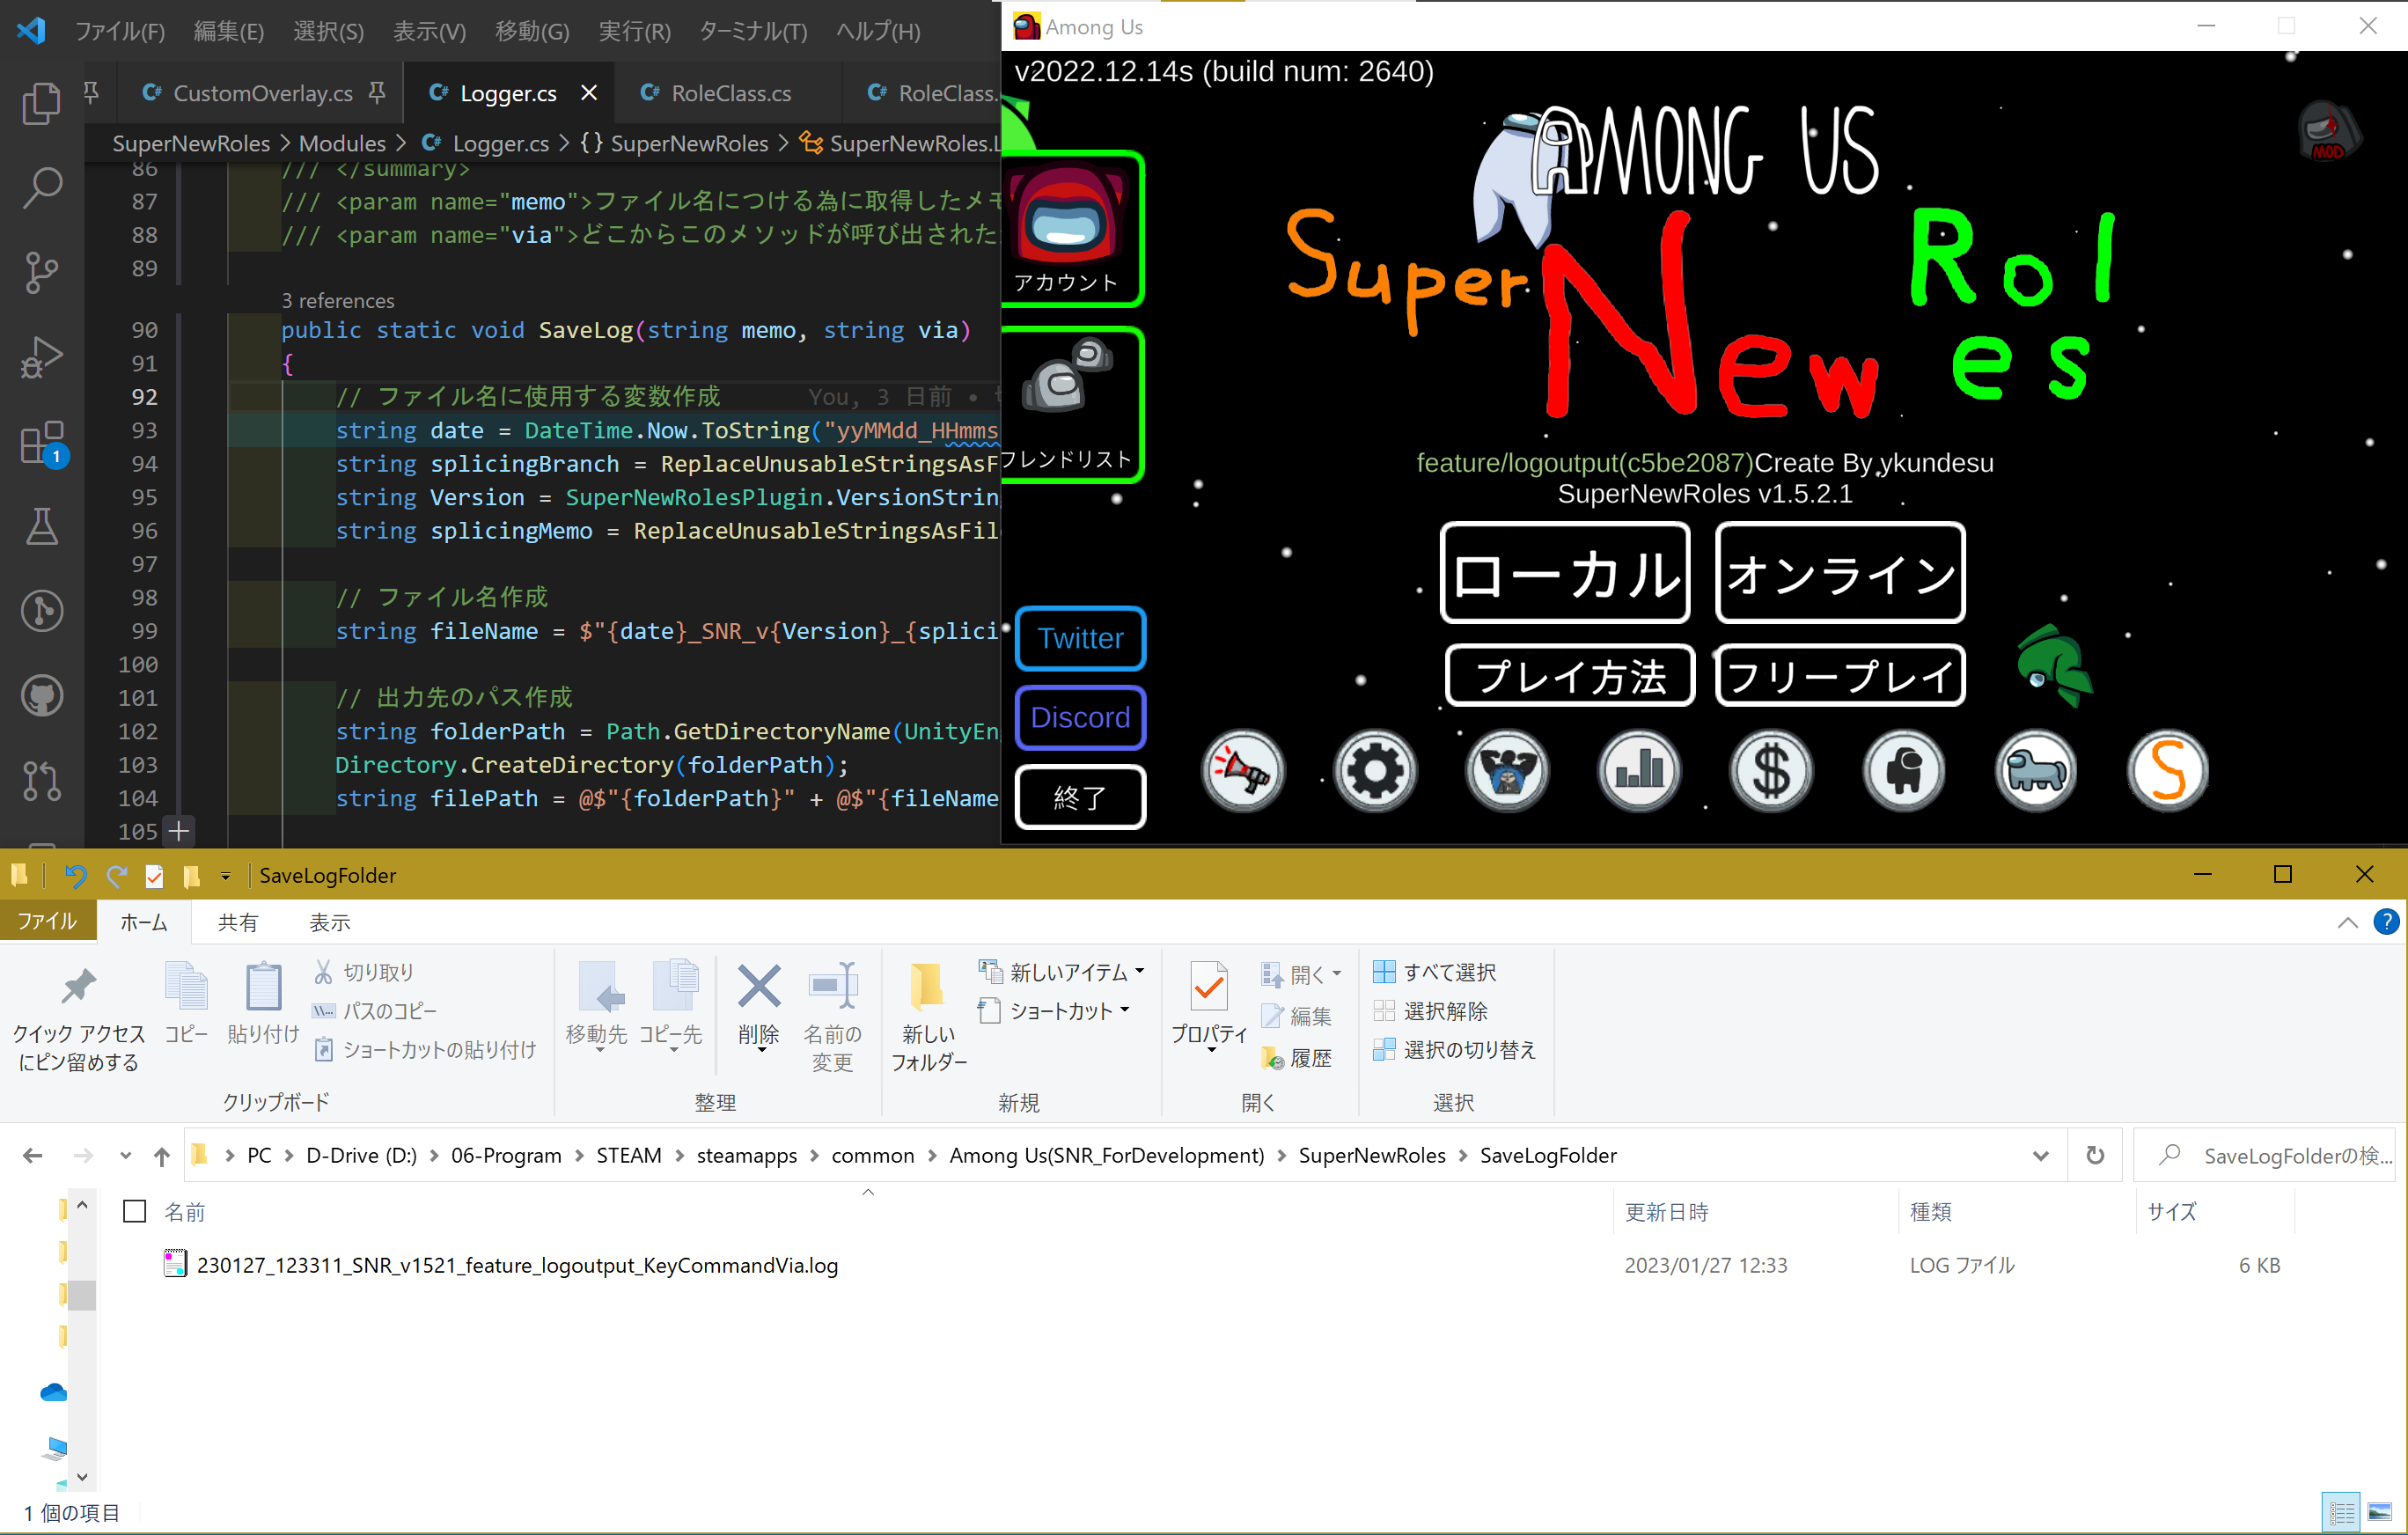 ファイル(F) 編集(E) 選択(S) 表示(V) 移動(G) 実行(R) ターミナル(T) ヘルプ(H)
CustomOverlay.cs Logger.cs RoleClass.cs RoleClass.
SuperNewRoles > Modules > Logger.cs > {} SuperNewRoles > SuperNewRoles.L
86 /// </summary>
87 /// <param name="memo">ファイル名につける為に取得したメモ
88 /// <param name="via">どこからこのメソッドが呼び出された
89
3 references
90 public static void SaveLog(string memo, string via)
91 {
92 // ファイル名に使用する変数作成 You, 3 日前 •
93 string date = DateTime.Now.ToString("yyMMdd_HHmms
94 string splicingBranch = ReplaceUnusableStringsAsF
95 string Version = SuperNewRolesPlugin.VersionStrin
96 string splicingMemo = ReplaceUnusableStringsAsFil
97
98 // ファイル名作成
99 string fileName = $"{date}_SNR_v{Version}_{splici
100
101 // 出力先のパス作成
102 string folderPath = Path.GetDirectoryName(UnityEn
103 Directory.CreateDirectory(folderPath);
104 string filePath = @$"{folderPath}" + @$"{fileName
105
1
Among Us
v2022.12.14s (build num: 2640)
AMONG US
MOD
Super New Rol
es
アカウント
フレンドリスト
feature/logoutput(c5be2087)Create By ykundesu
SuperNewRoles v1.5.2.1
ローカル オンライン
プレイ方法 フリープレイ
Twitter
Discord
終了
$
S
SaveLogFolder
ファイル ホーム 共有 表示
?
クイック アクセス
にピン留めする
コピー
貼り付け
切り取り
パスのコピー
ショートカットの貼り付け
クリップボード
移動先
コピー先
削除
名前の
変更
整理
新しい
フォルダー
新しいアイテム
ショートカット
新規
プロパティ
開く
編集
履歴
開く
すべて選択
選択解除
選択の切り替え
選択
PC > D-Drive (D:) > 06-Program > STEAM > steamapps > common > Among Us(SNR_ForDevelopment) > SuperNewRoles > SaveLogFolder
SaveLogFolderの検...
名前 更新日時 種類 サイズ
230127_123311_SNR_v1521_feature_logoutput_KeyCommandVia.log 2023/01/27 12:33 LOG ファイル 6 KB
1 個の項目